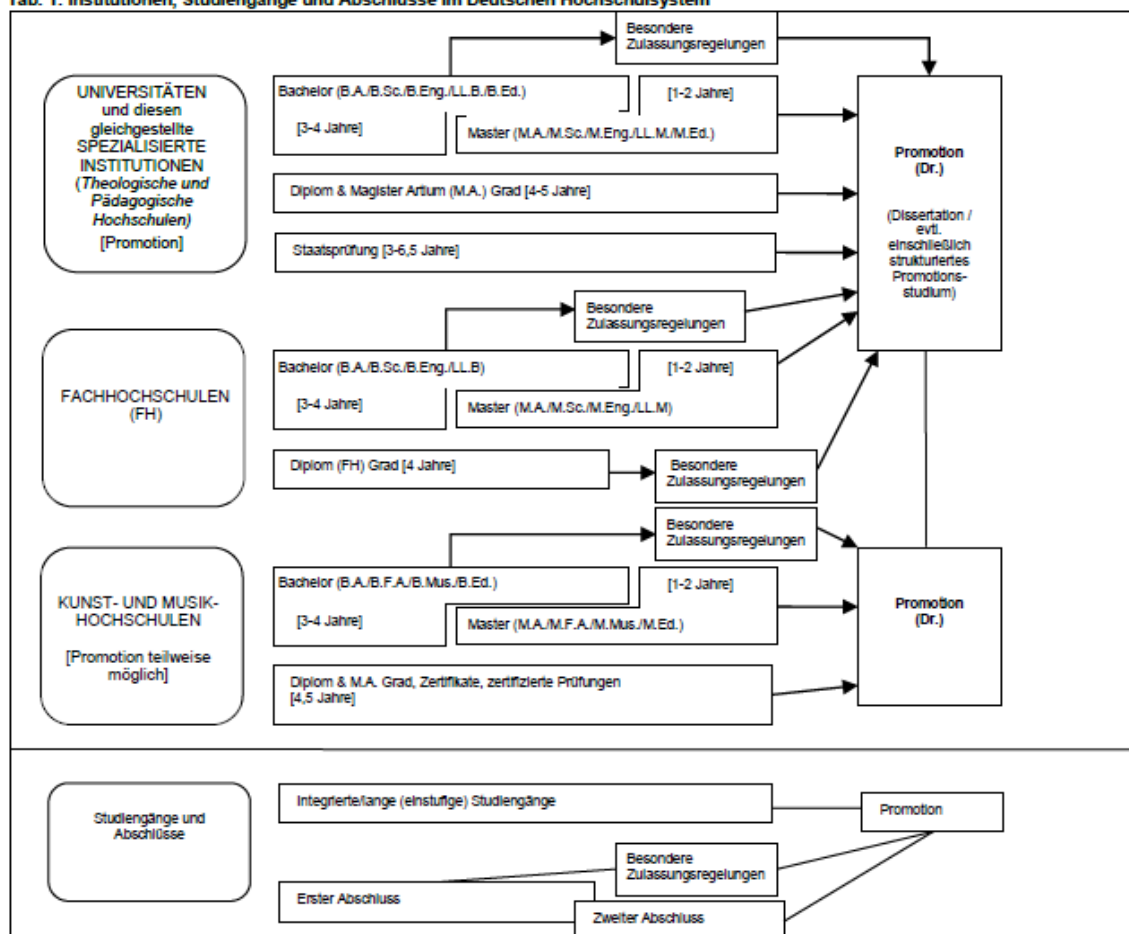 Tab. 1: Institutionen, Studiengänge und Abschlüsse im Deutschen Hochschulsystem
Besondere
Zulassungsregelungen
UNIVERSITÄTEN
und diesen
gleichgestellte
SPEZIALISIERTE
INSTITUTIONEN
(Theologische und
Pädagogische
Hochschulen)
[Promotion]
Bachelor (B.A./B.Sc./B.Eng./LL.B./B.Ed.)
[3-4 Jahre]
[1-2 Jahre]
Master (M.A./M.Sc./M.Eng./LL.M./M.Ed.)
Diplom & Magister Artium (M.A.) Grad [4-5 Jahre]
Staatsprüfung [3-6,5 Jahre]
Promotion
(Dr.)
(Dissertation /
evtl.
einschließlich
strukturiertes
Promotions-
studium)
FACHHOCHSCHULEN
(FH)
Besondere
Zulassungsregelungen
Bachelor (B.A./B.Sc./B.Eng./LL.B)
[3-4 Jahre]
[1-2 Jahre]
Master (M.A./M.Sc./M.Eng./LL.M)
Diplom (FH) Grad [4 Jahre]
Besondere
Zulassungsregelungen
KUNST- UND MUSIK-
HOCHSCHULEN
[Promotion teilweise
möglich]
Besondere
Zulassungsregelungen
Bachelor (B.A./B.F.A./B.Mus./B.Ed.)
[3-4 Jahre]
[1-2 Jahre]
Master (M.A./M.F.A./M.Mus./M.Ed.)
Diplom & M.A. Grad, Zertifikate, zertifizierte Prüfungen
[4,5 Jahre]
Promotion
(Dr.)
Studiengänge und
Abschlüsse
Integrierte/lange (einstufige) Studiengänge
Promotion
Besondere
Zulassungsregelungen
Erster Abschluss
Zweiter Abschluss